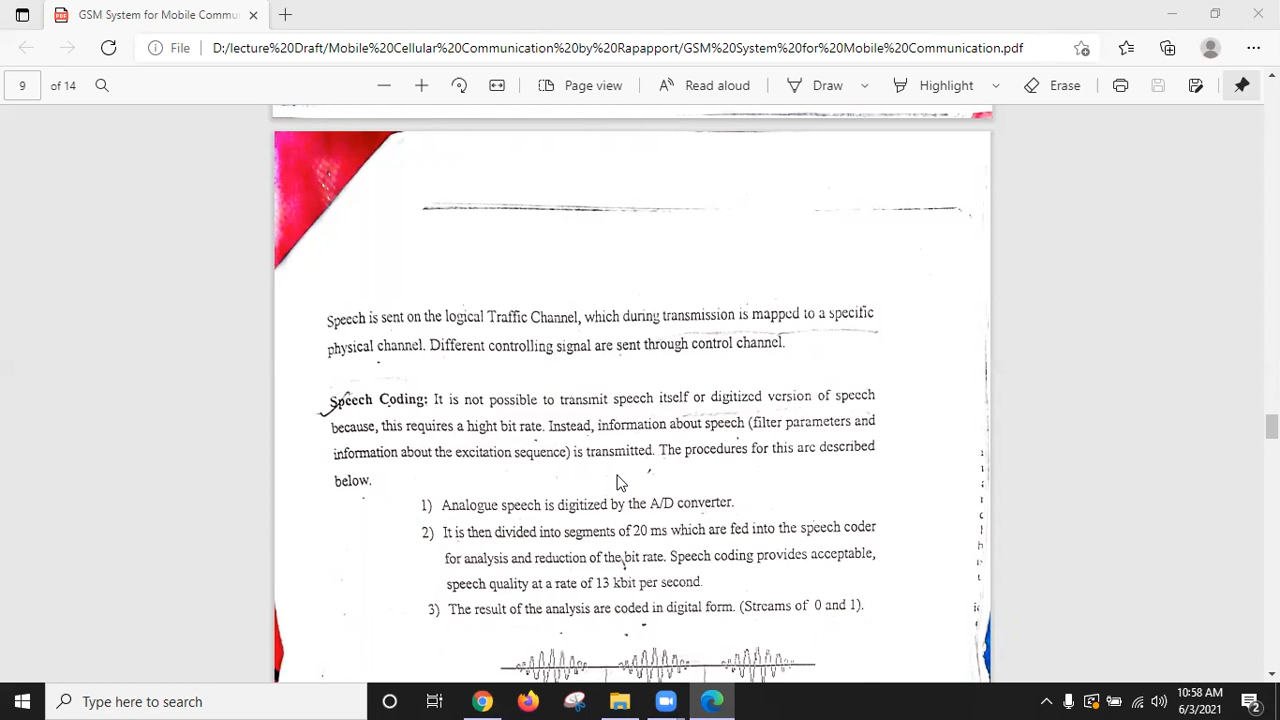 GSM System for Mobile Commu
File
D:/lecture%20Draft/Mobile%20Cellular%20Communication%20by%20Rapapport/GSM%20System%20for%20Mobile%20Communication.pdf
9 of 14
Page view
Read aloud
Draw
Highlight
Erase
Speech is sent on the logical Traffic Channel, which during transmission is mapped to a specific
physical channel. Different controlling signal are sent through control channel.
Speech Coding: It is not possible to transmit speech itself or digitized version of speech
because, this requires a hight bit rate. Instead, information about speech (filter parameters and
information about the excitation sequence) is transmitted. The procedures for this are described
below.
1) Analogue speech is digitized by the A/D converter.
2) It is then divided into segments of 20 ms which are fed into the speech coder
for analysis and reduction of the bit rate. Speech coding provides acceptable,
speech quality at a rate of 13 kbit per second.
3) The result of the analysis are coded in digital form. (Streams of 0 and 1).
Type here to search
10:58 AM
6/3/2021
2